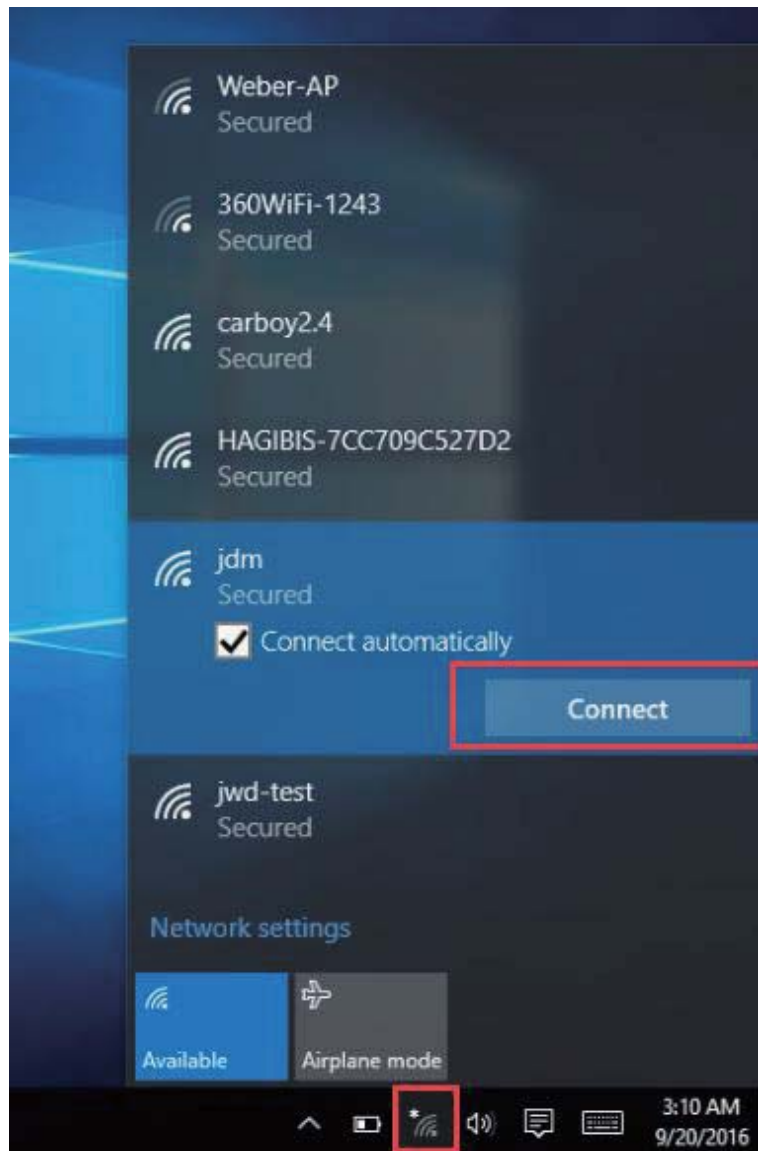 Weber-AP
Secured
360WiFi-1243
Secured
carboy2.4
Secured
HAGIBIS-7CC709C527D2
Secured
jdm
Secured
Connect automatically
Connect
jwd-test
Secured
Network settings
Available
Airplane mode
3:10 AM
9/20/2016